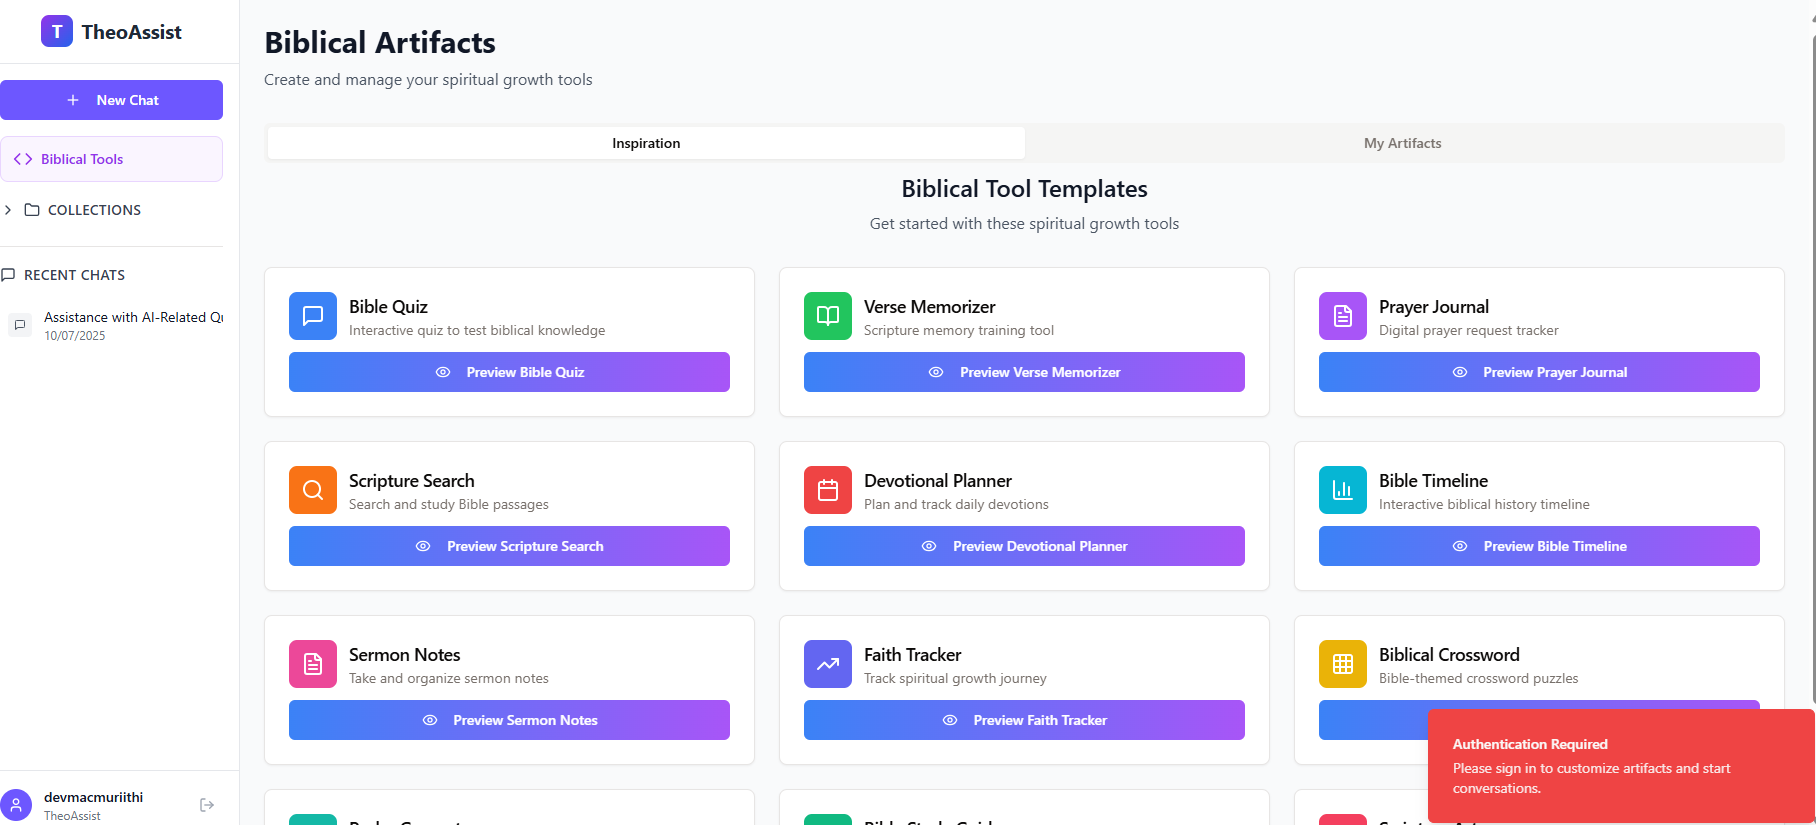 T TheoAssist
New Chat
Biblical Tools
COLLECTIONS
RECENT CHATS
Assistance with AI-Related
10/07/2025
devmacmuriithi
TheoAssist
Biblical Artifacts
Create and manage your spiritual growth tools
Inspiration
My Artifacts
Biblical Tool Templates
Get started with these spiritual growth tools
Bible Quiz
Interactive quiz to test biblical knowledge
Preview Bible Quiz
Verse Memorizer
Scripture memory training tool
Preview Verse Memorizer
Prayer Journal
Digital prayer request tracker
Preview Prayer Journal
Scripture Search
Search and study Bible passages
Preview Scripture Search
Devotional Planner
Plan and track daily devotions
Preview Devotional Planner
Bible Timeline
Interactive biblical history timeline
Preview Bible Timeline
Sermon Notes
Take and organize sermon notes
Preview Sermon Notes
Faith Tracker
Track spiritual growth journey
Preview Faith Tracker
Biblical Crossword
Bible-themed crossword puzzles
Authentication Required
Please sign in to customize artifacts and start
conversations.